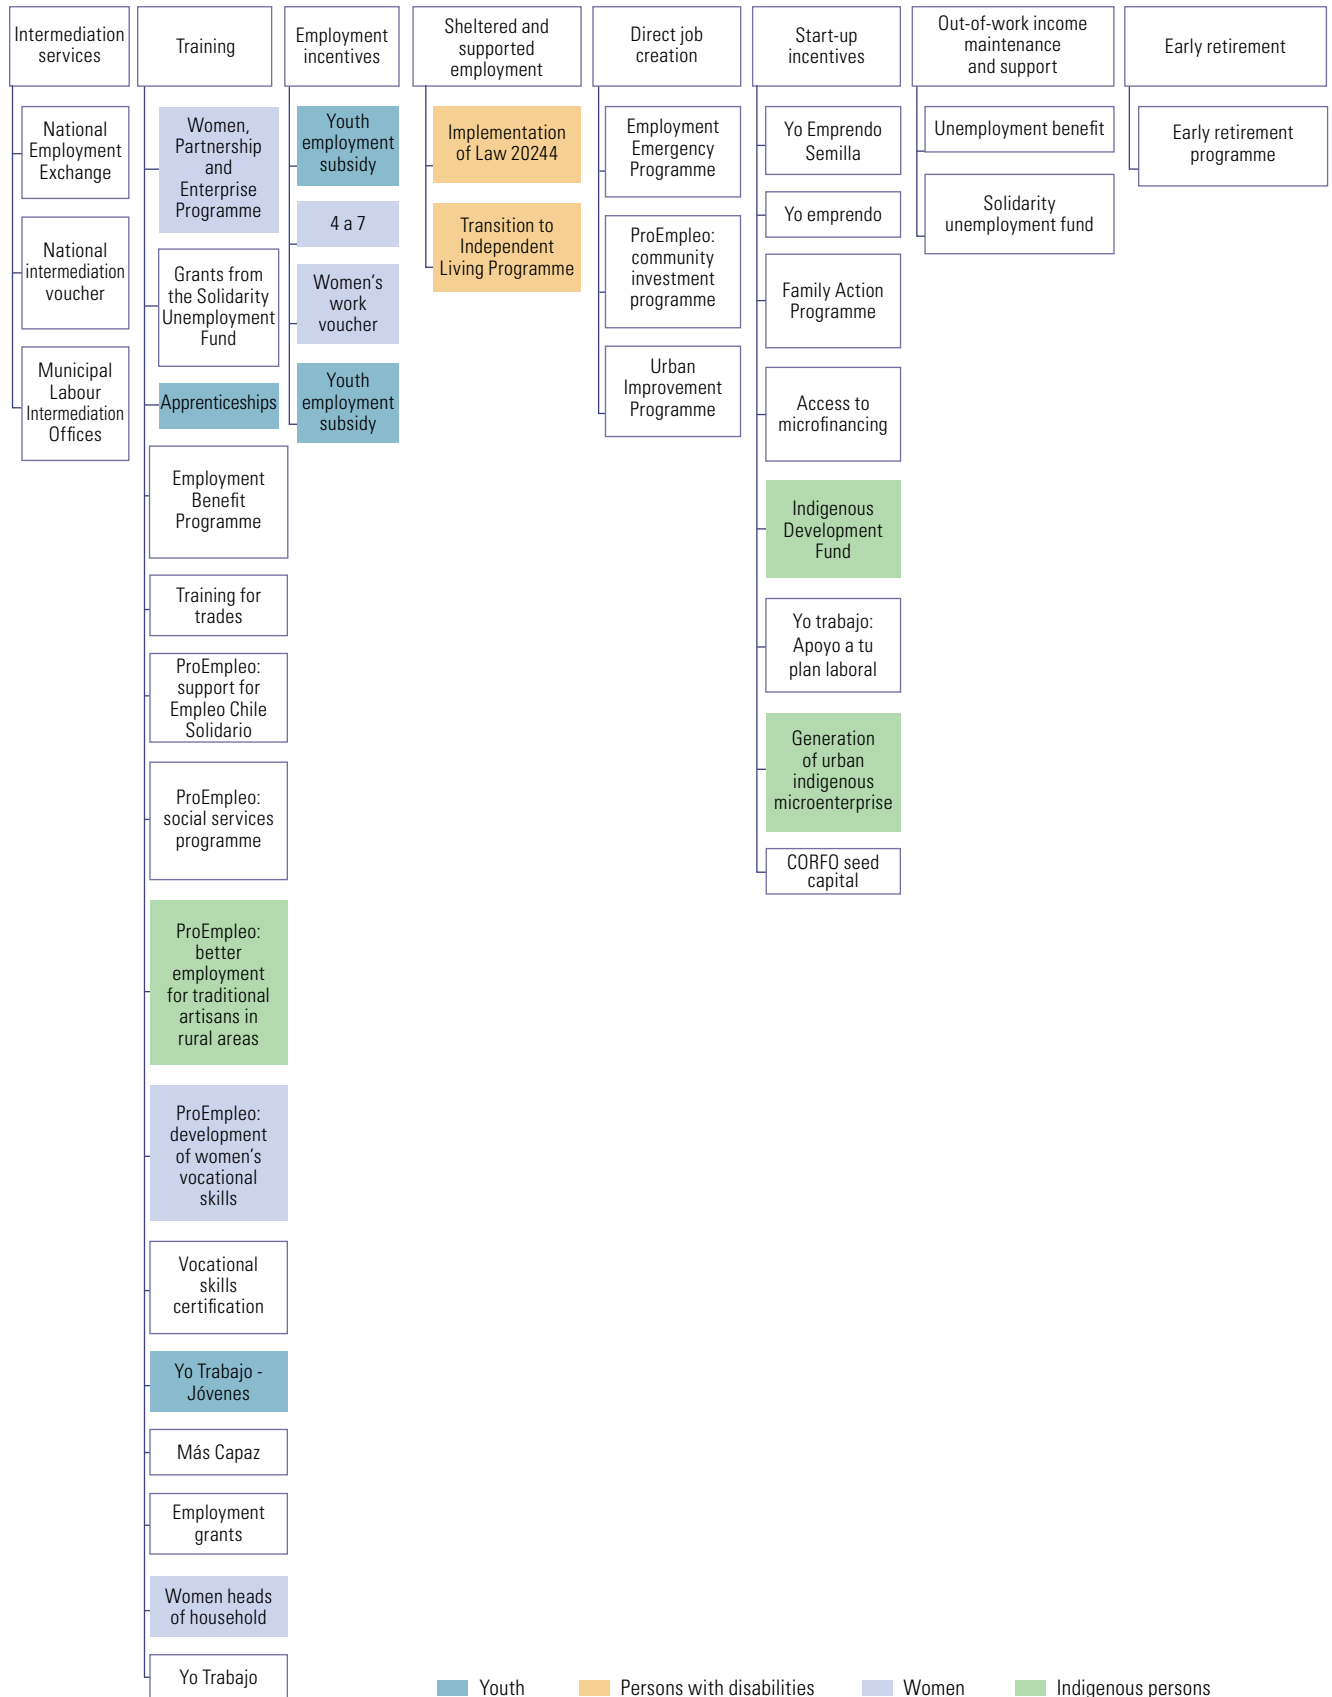 Intermediation
services
Training
Employment
incentives
Sheltered and
supported
employment
Direct job
creation
Start-up
incentives
Out-of-work income
maintenance
and support
Early retirement
National
Employment
Exchange
National
intermediation
voucher
Municipal
Labour
Intermediation
Offices
Women,
Partnership
and
Enterprise
Programme
Grants from
the Solidarity
Unemployment
Fund
Apprenticeships
Employment
Benefit
Programme
Training for
trades
ProEmpleo:
support for
Empleo Chile
Solidario
ProEmpleo:
social services
programme
ProEmpleo:
better
employment
for traditional
artisans in
rural areas
ProEmpleo:
development
of women's
vocational
skills
Vocational
skills
certification
Yo Trabajo -
Jóvenes
Más Capaz
Employment
grants
Women heads
of household
Yo Trabajo
Youth
employment
subsidy
4 a 7
Women's
work
voucher
Youth
employment
subsidy
Implementation
of Law 20244
Transition to
Independent
Living Programme
Employment
Emergency
Programme
ProEmpleo:
community
investment
programme
Urban
Improvement
Programme
Yo Emprendo
Semilla
Yo emprendo
Family Action
Programme
Access to
microfinancing
Indigenous
Development
Fund
Yo trabajo:
Apoyo a tu
plan laboral
Generation
of urban
indigenous
microenterprise
CORFO seed
capital
Unemployment benefit
Solidarity
unemployment fund
Early retirement
programme
Youth
Persons with disabilities
Women
Indigenous persons